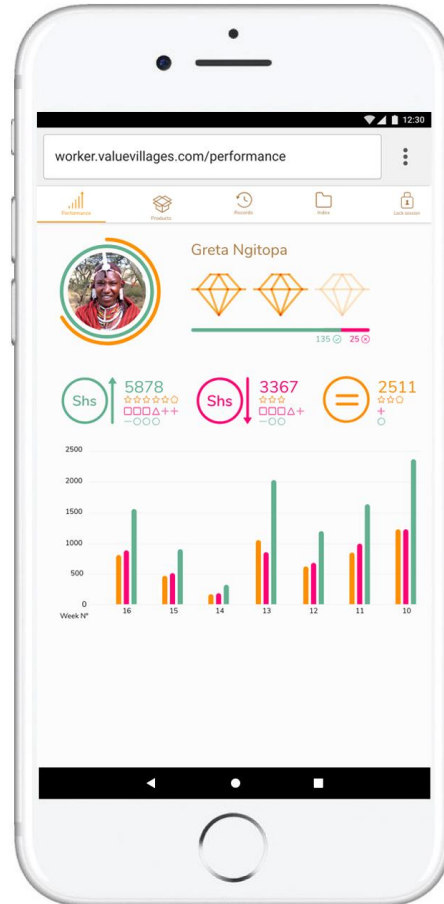 12:30
worker.valuevillages.com/performance
Performance
Products
Records
Index
Lock session
Greta Ngitopa
135 25
Shs 5878
Shs 3367
2511
2500
2000
1500
1000
500
0
Week N° 16 15 14 13 12 11 10